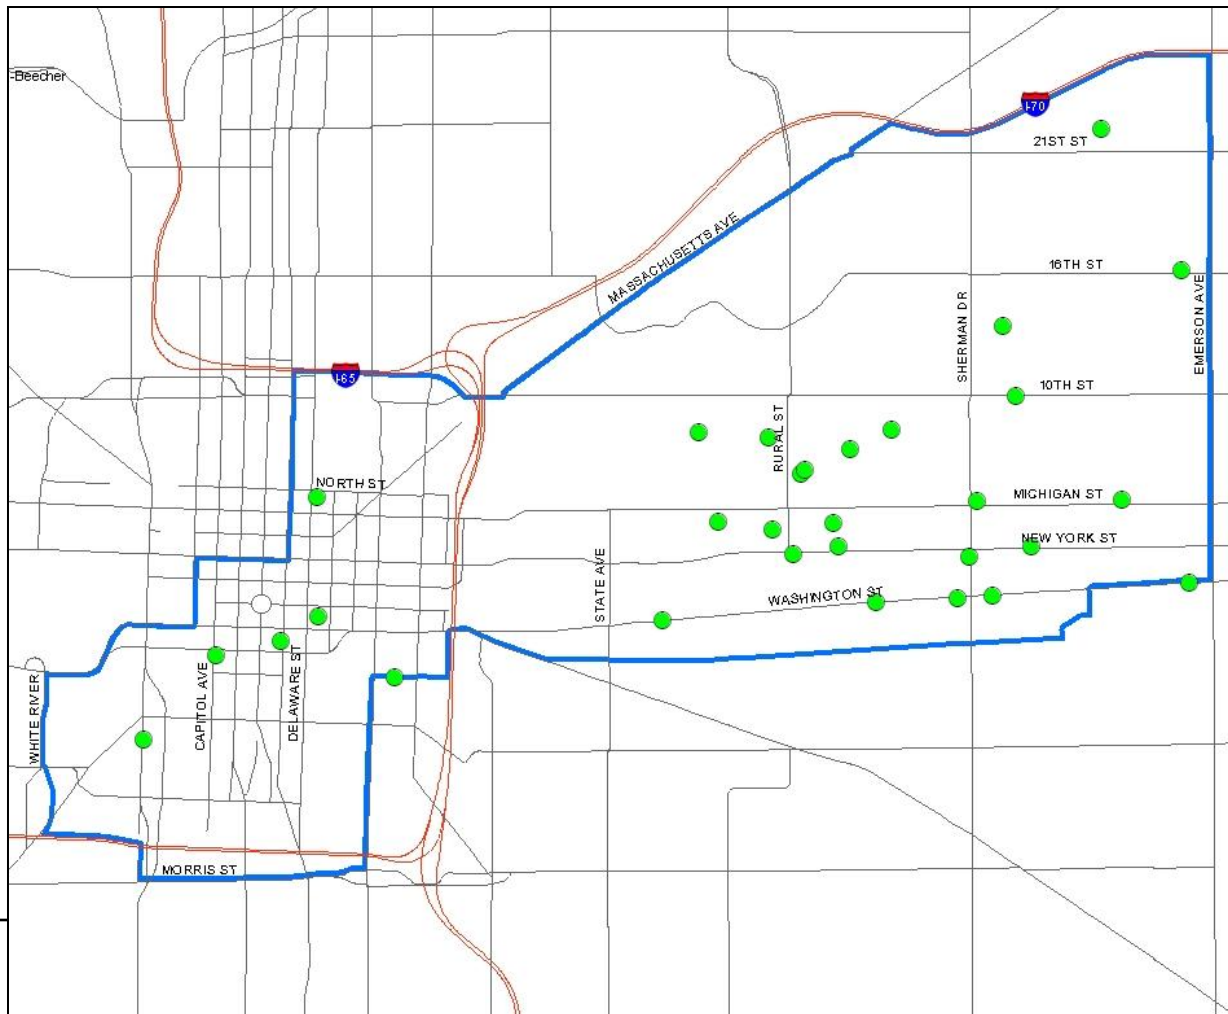 -Beecher
I-70
21ST ST
MASSACHUSETTS AVE
16TH ST
EMERSON AVE
SHERMAN DR
I-65
10TH ST
RURAL ST
NORTH ST
MICHIGAN ST
NEW YORK ST
STATE AVE
WASHINGTON ST
WHITE RIVER
CAPITOL AVE
DELAWARE ST
MORRIS ST